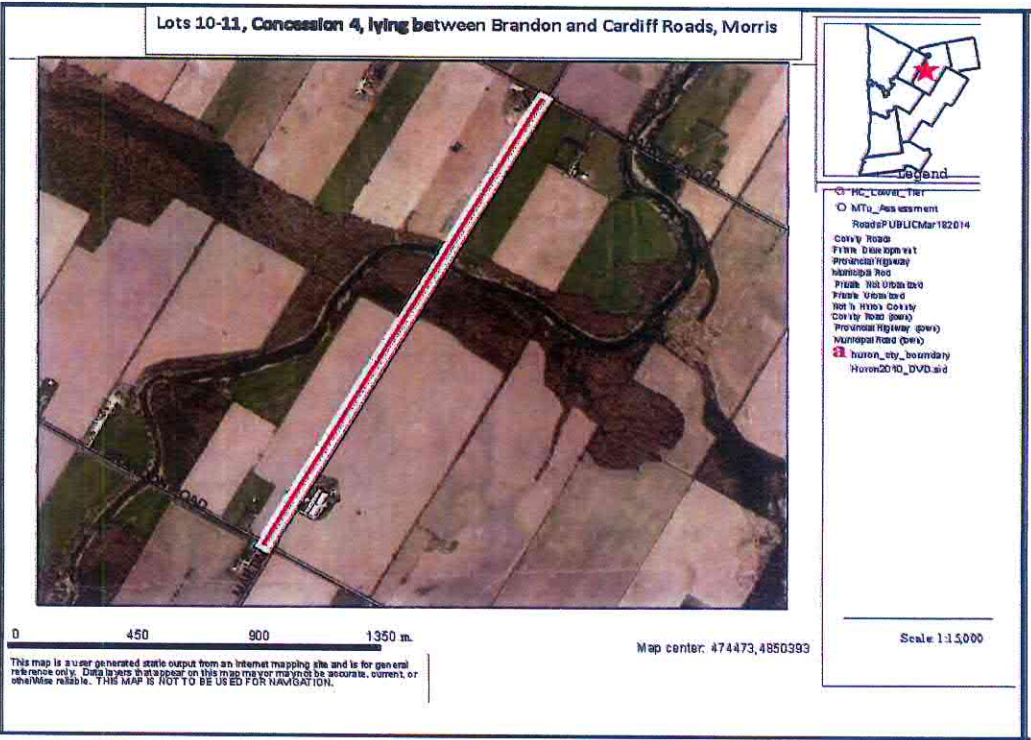 Lots 10-11, Concession 4, lying between Brandon and Cardiff Roads, Morris
Legend
HC_Lower_Tier
MTu_Assessment
RoadsPUBLICMar182014
County Roads
Private Development
Provincial Highway
Municipal Road
Private Not Urbanized
Private Urbanized
Not in Huron County
County Road (town)
Provincial Highway (town)
Municipal Road (town)
huron_cty_boundary
Huron2010_DVD.sid
ROAD
0 450 900 1350 m.
Map center: 474473,4850393
Scale: 1:15,000
This map is a user generated static output from an internet mapping site and is for general
reference only. Data layers that appear on this map may or may not be accurate, current, or
otherwise reliable. THIS MAP IS NOT TO BE USED FOR NAVIGATION.